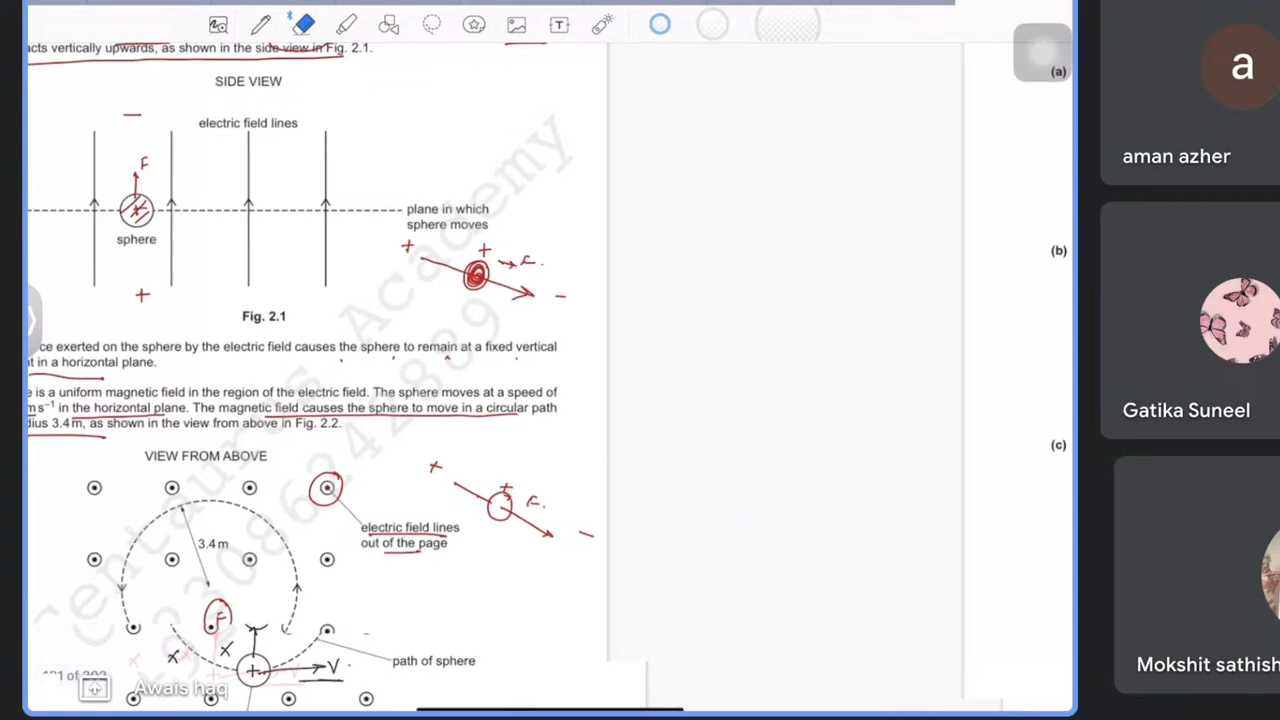 acts vertically upwards, as shown in the side view in Fig. 2.1.
SIDE VIEW
electric field lines
F
sphere
plane in which
sphere moves
+
+
F.
+
Fig. 2.1
ce exerted on the sphere by the electric field causes the sphere to remain at a fixed vertical
t in a horizontal plane.
e is a uniform magnetic field in the region of the electric field. The sphere moves at a speed of
m s⁻¹ in the horizontal plane. The magnetic field causes the sphere to move in a circular path
dius 3.4 m, as shown in the view from above in Fig. 2.2.
VIEW FROM ABOVE
+
+
F.
electric field lines
out of the page
3.4 m
F
x
x
+
V
path of sphere
Awais haq
Centaurus Academy
+923086242889
(a)
(b)
(c)
T
a
aman azher
Gatika Suneel
Mokshit sathish